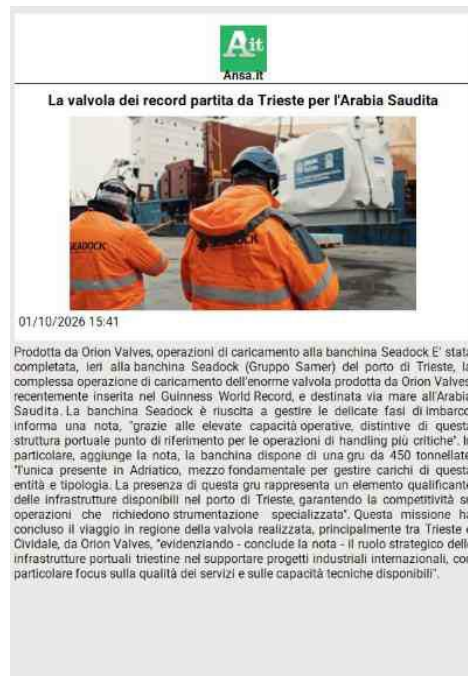 Ait
Ansa.it
La valvola dei record partita da Trieste per l'Arabia Saudita
SEADOCK
SEADOCK
01/10/2026 15:41
Prodotta da Orion Valves, operazioni di caricamento alla banchina Seadock E' stata
completata, ieri alla banchina Seadock (Gruppo Samer) del porto di Trieste, la
complessa operazione di caricamento dell'enorme valvola prodotta da Orion Valves
recentemente inserita nel Guinness World Record, e destinata via mare all'Arabia
Saudita. La banchina Seadock è riuscita a gestire le delicate fasi di imbarco
informa una nota, "grazie alle elevate capacità operative, distintive di questa
struttura portuale punto di riferimento per le operazioni di handling più critiche". In
particolare, aggiunge la nota, la banchina dispone di una gru da 450 tonnellate
"l'unica presente in Adriatico, mezzo fondamentale per gestire carichi di questa
entità e tipologia. La presenza di questa gru rappresenta un elemento qualificante
delle infrastrutture disponibili nel porto di Trieste, garantendo la competitività su
operazioni che richiedono strumentazione specializzata". Questa missione ha
concluso il viaggio in regione della valvola realizzata, principalmente tra Trieste e
Cividale, da Orion Valves, "evidenziando - conclude la nota - il ruolo strategico delle
infrastrutture portuali triestine nel supportare progetti industriali internazionali, con
particolare focus sulla qualità dei servizi e sulle capacità tecniche disponibili".